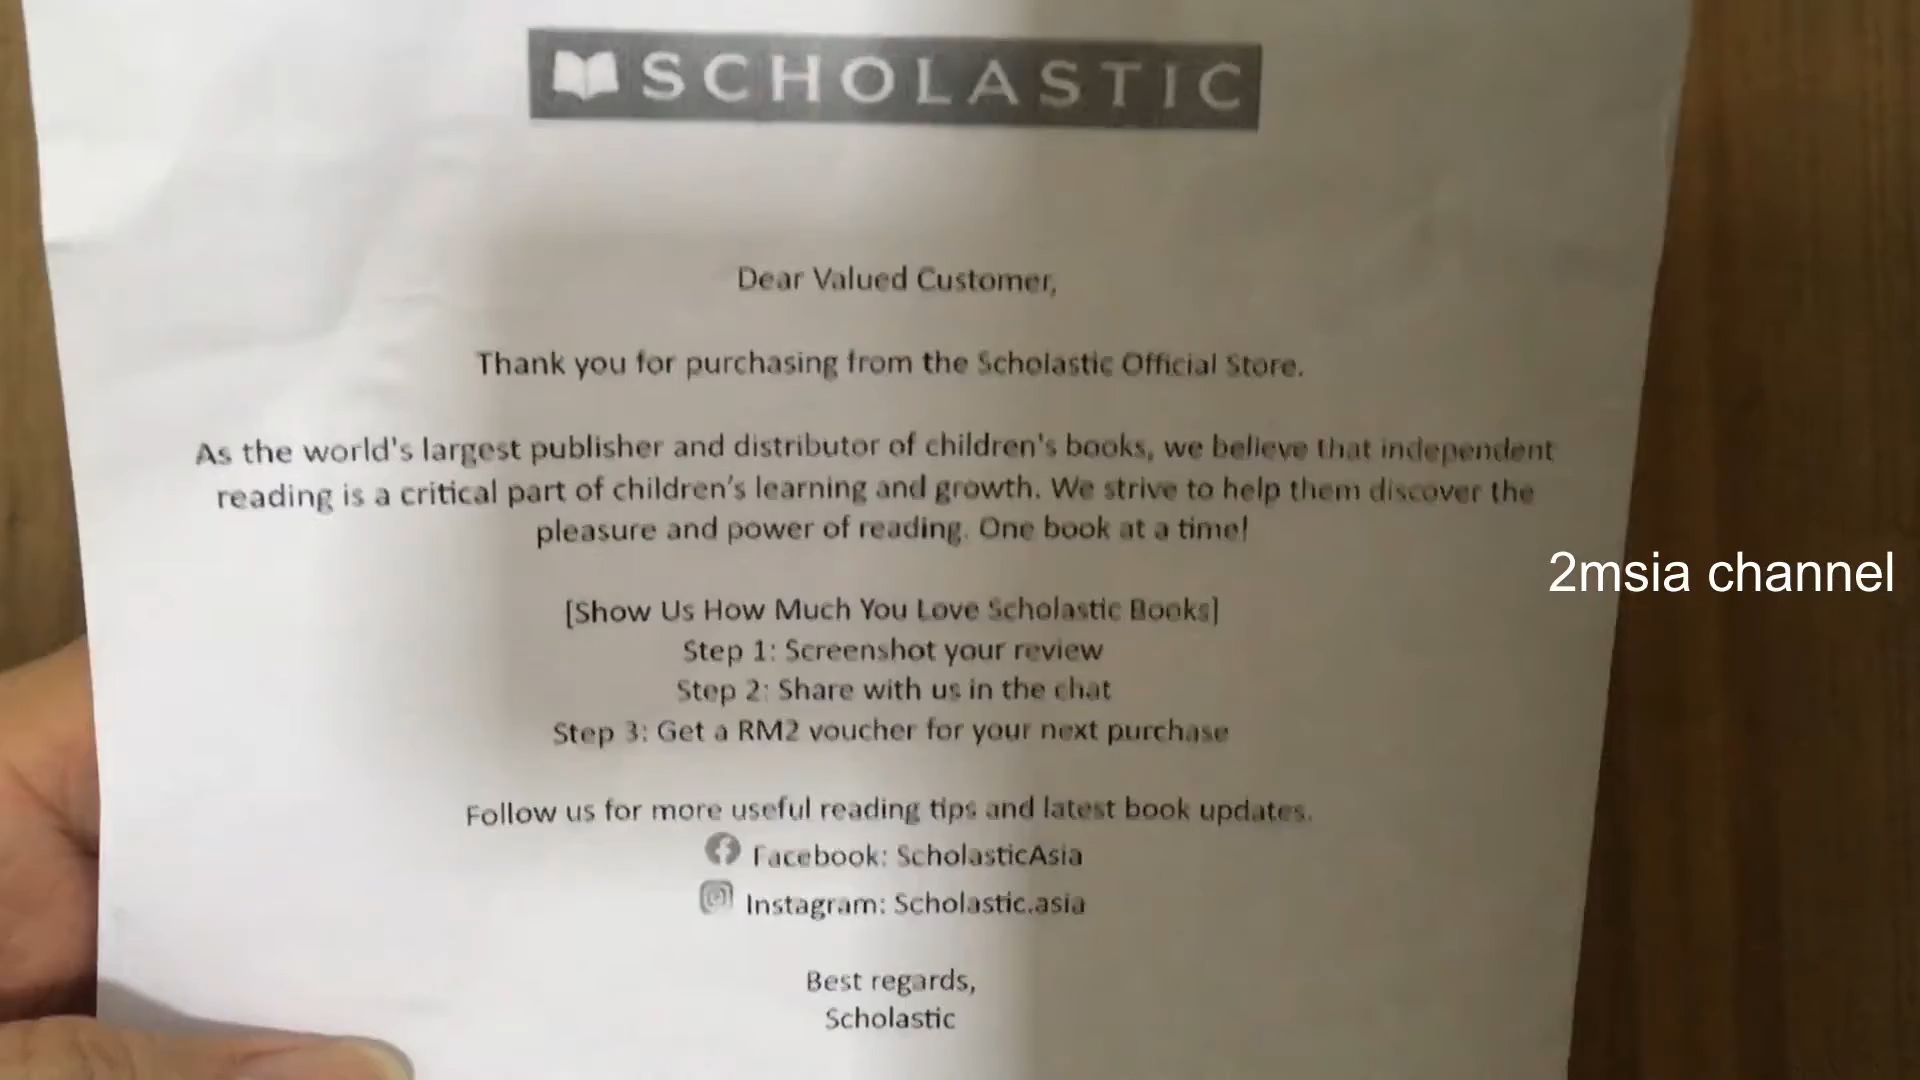 SCHOLASTIC
Dear Valued Customer,
Thank you for purchasing from the Scholastic Official Store.
As the world's largest publisher and distributor of children's books, we believe that independent
reading is a critical part of children's learning and growth. We strive to help them discover the
pleasure and power of reading. One book at a time!
2msia channel
[Show Us How Much You Love Scholastic Books]
Step 1: Screenshot your review
Step 2: Share with us in the chat
Step 3: Get a RM2 voucher for your next purchase
Follow us for more useful reading tips and latest book updates.
Facebook: ScholasticAsia
Instagram: Scholastic.asia
Best regards,
Scholastic